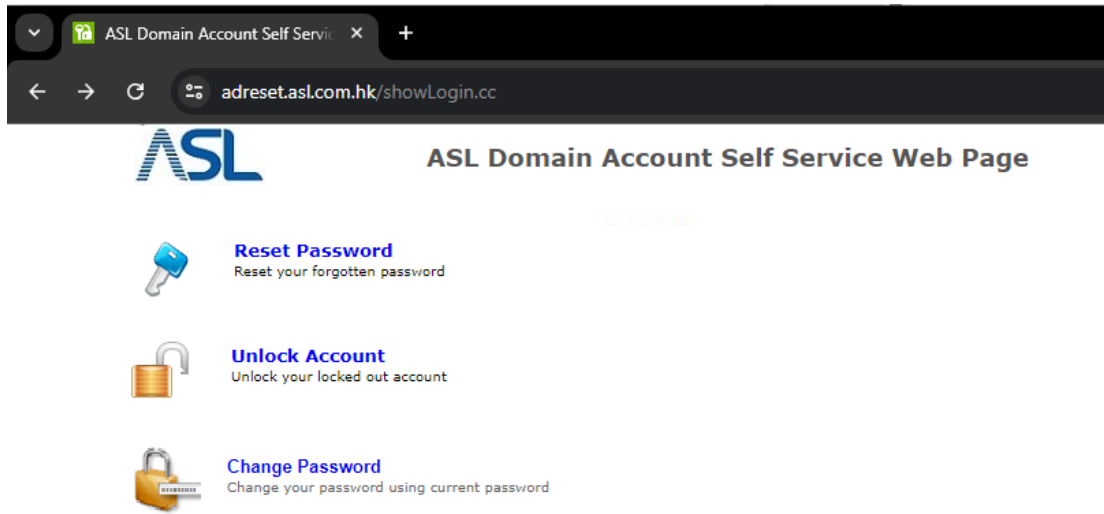 ASL Domain Account Self Servic
adreset.asl.com.hk/showLogin.cc
ASL
ASL Domain Account Self Service Web Page
Reset Password
Reset your forgotten password
Unlock Account
Unlock your locked out account
Change Password
Change your password using current password